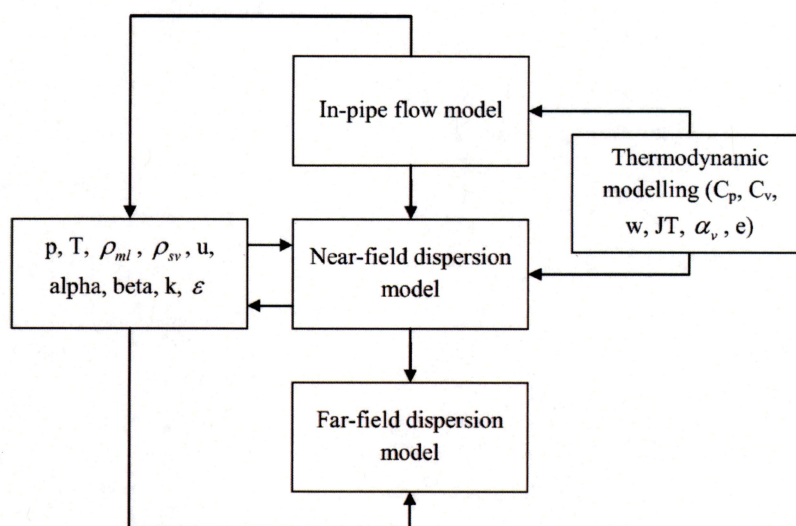 In-pipe flow model
Thermodynamic
modelling (Cp, Cv,
w, JT, αv, e)
p, T, ρml, ρsv, u,
alpha, beta, k, ε
Near-field dispersion
model
Far-field dispersion
model